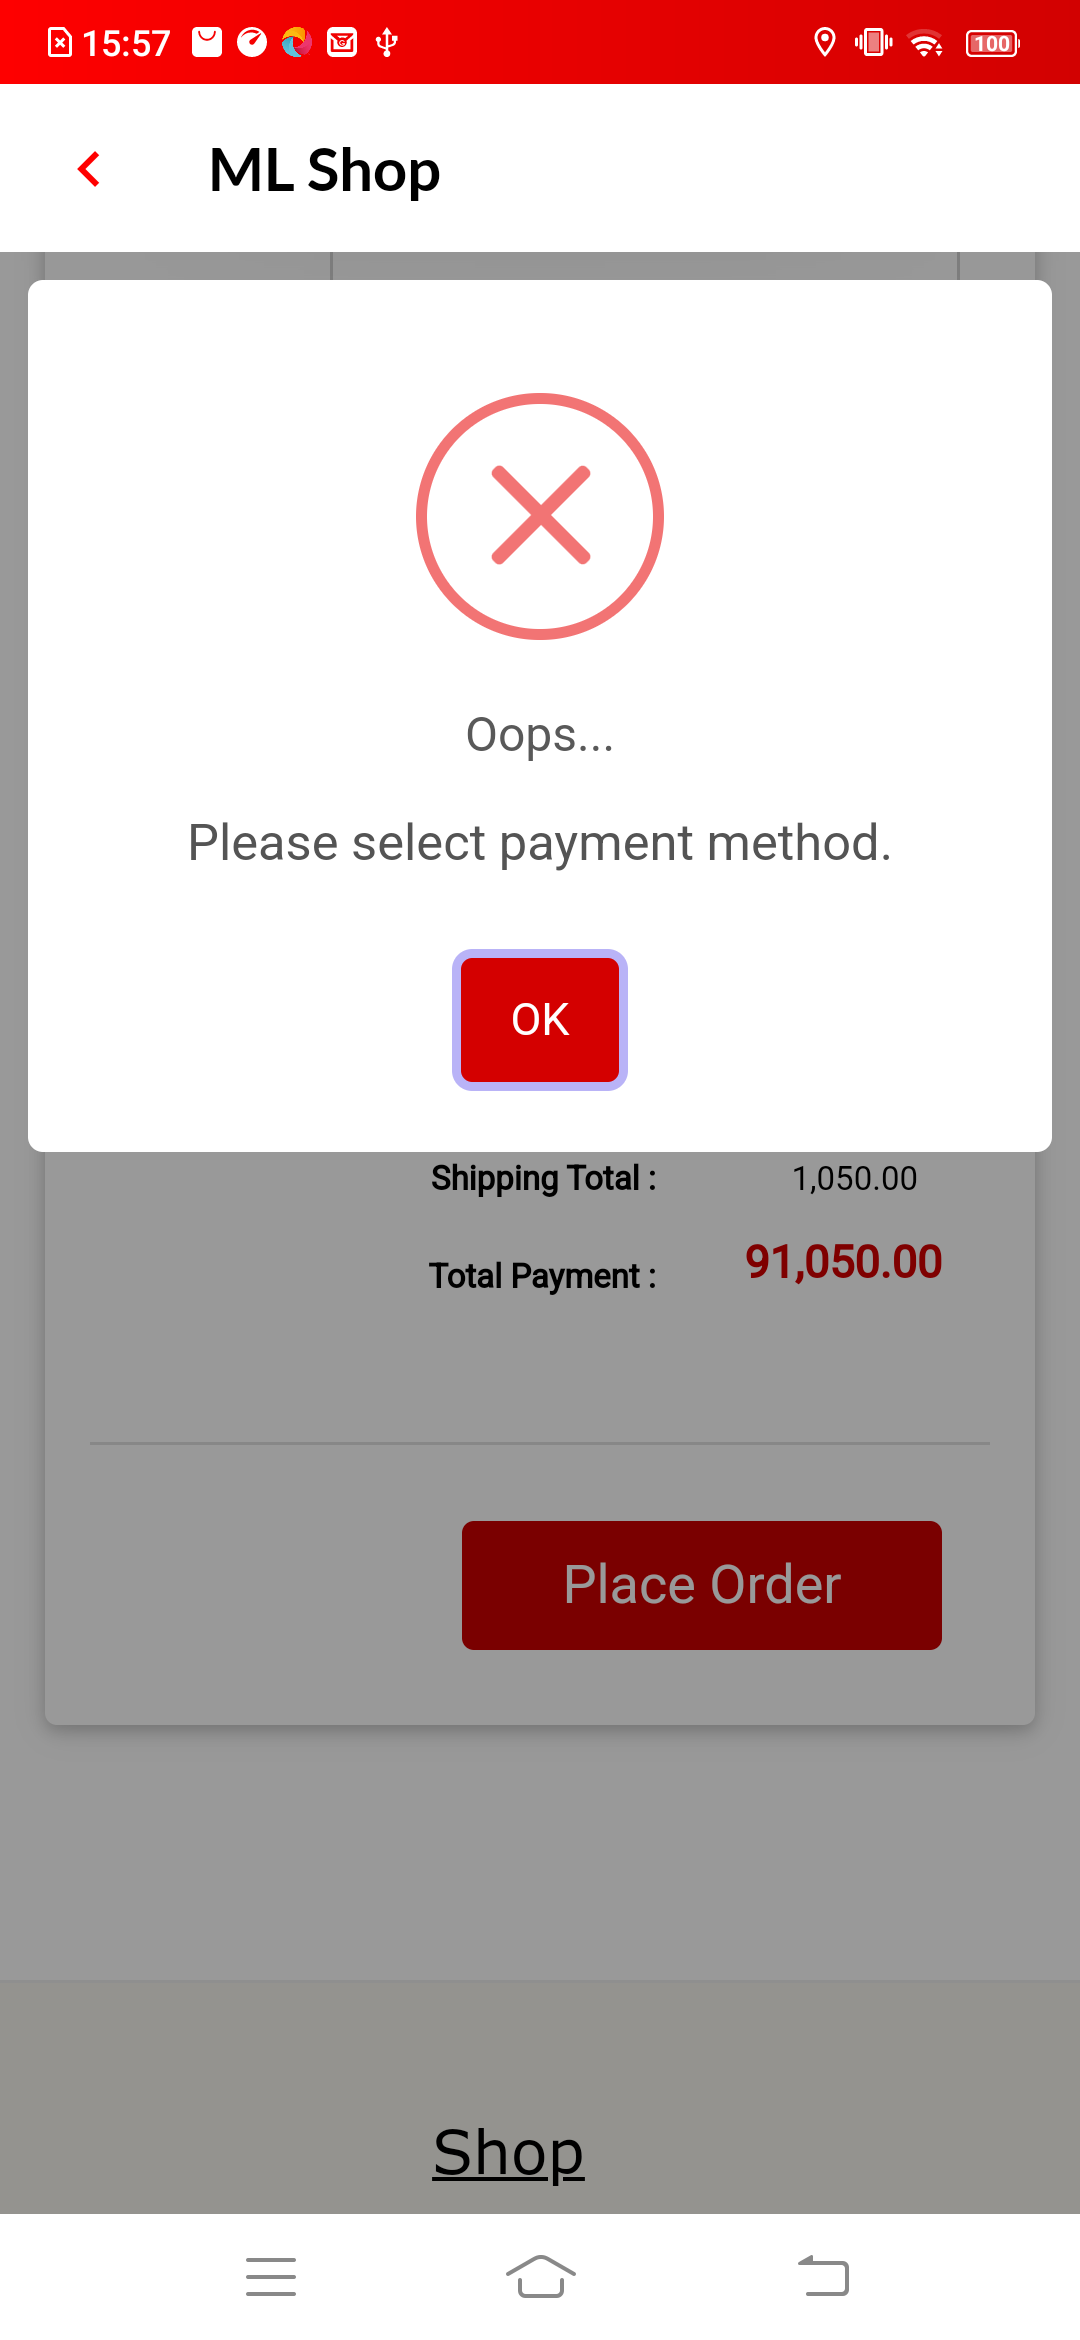 15:57
100
ML Shop
Oops...
Please select payment method.
OK
Shipping Total : 1,050.00
Total Payment : 91,050.00
Place Order
Shop